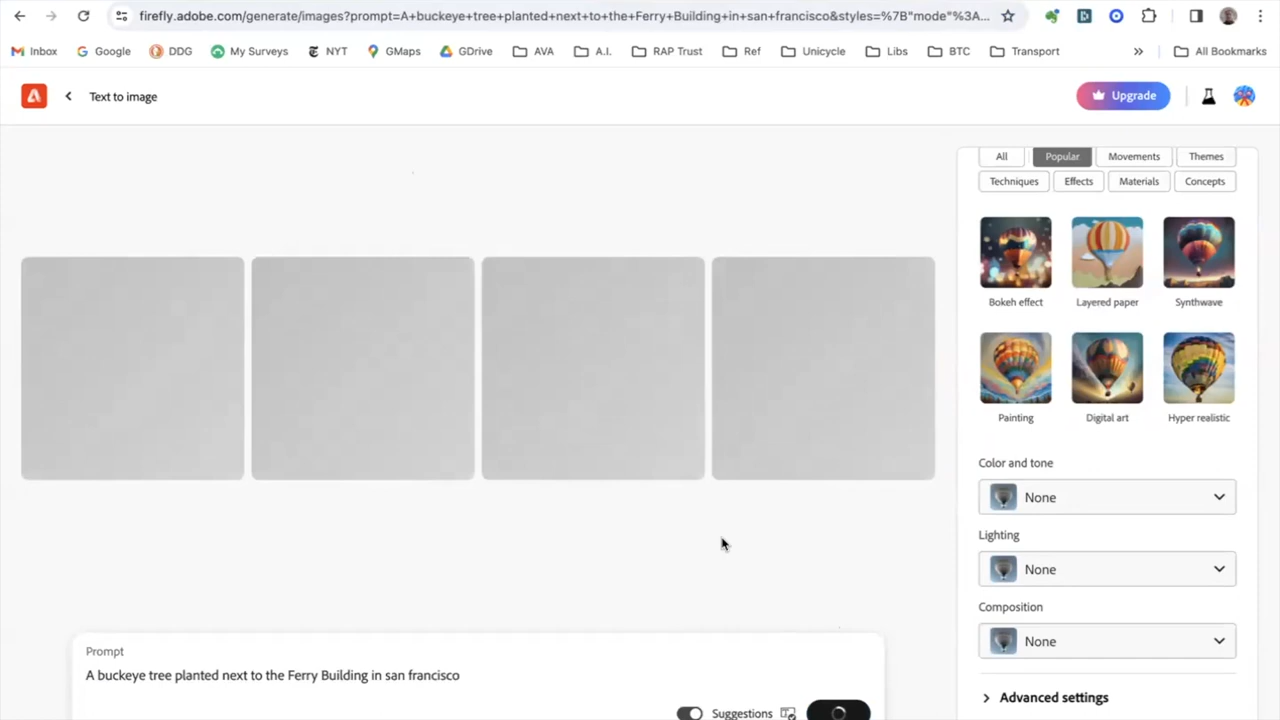 firefly.adobe.com/generate/images?prompt=A+buckeye+tree+planted+next+to+the+Ferry+Building+in+san+francisco&styles=%7B"mode"%3A...
Inbox Google DDG My Surveys NYT GMaps GDrive AVA A.I. RAP Trust Ref Unicycle Libs BTC Transport » All Bookmarks
Text to image Upgrade
All Popular Movements Themes
Techniques Effects Materials Concepts
Bokeh effect Layered paper Synthwave
Painting Digital art Hyper realistic
Color and tone
None
Lighting
None
Composition
None
Advanced settings
Prompt
A buckeye tree planted next to the Ferry Building in san francisco
Suggestions